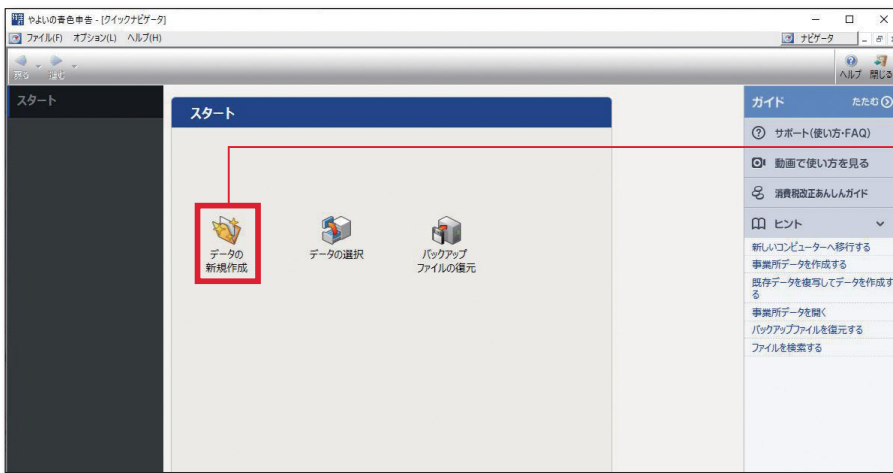 やよいの青色申告 - [クイックナビゲータ]
ファイル(F) オプション(L) ヘルプ(H)
ナビゲータ
戻る 進む
ヘルプ 閉じる
スタート
スタート
データの
新規作成
データの選択
バックアップ
ファイルの復元
ガイド たたむ
サポート(使い方・FAQ)
動画で使い方を見る
消費税改正あんしんガイド
ヒント
新しいコンピューターへ移行する
事業所データを作成する
既存データを複写してデータを作成す
る
事業所データを開く
バックアップファイルを復元する
ファイルを検索する